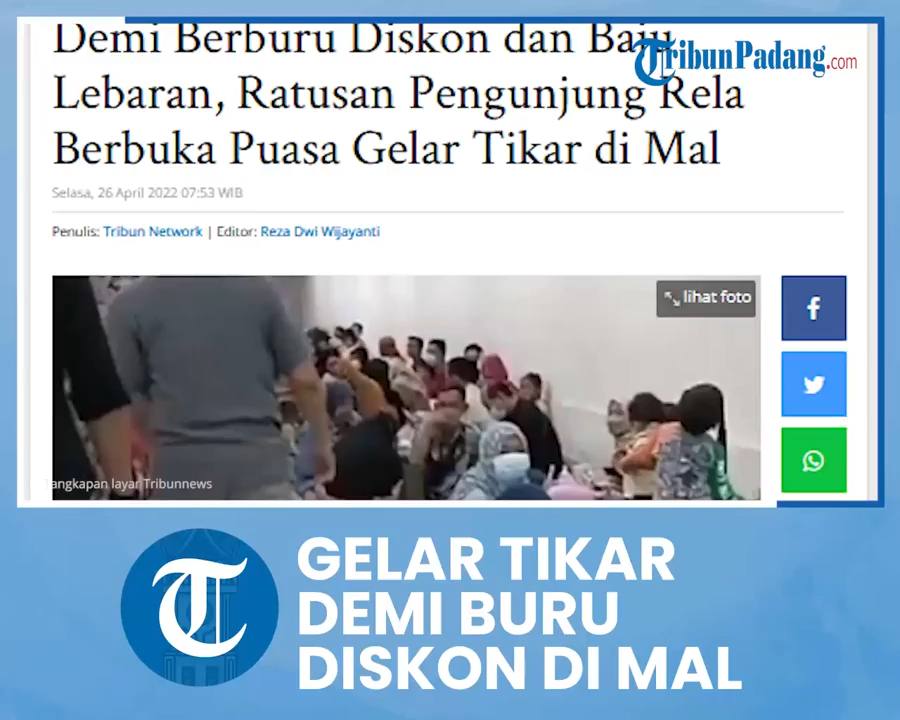 Demi Berburu Diskon dan Baju
TribunPadang.com
Lebaran, Ratusan Pengunjung Rela
Berbuka Puasa Gelar Tikar di Mal
Selasa, 26 April 2022 07:53 WIB
Penulis: Tribun Network | Editor: Reza Dwi Wijayanti
lihat foto
angkapan layar Tribunnews
GELAR TIKAR
DEMI BURU
DISKON DI MAL